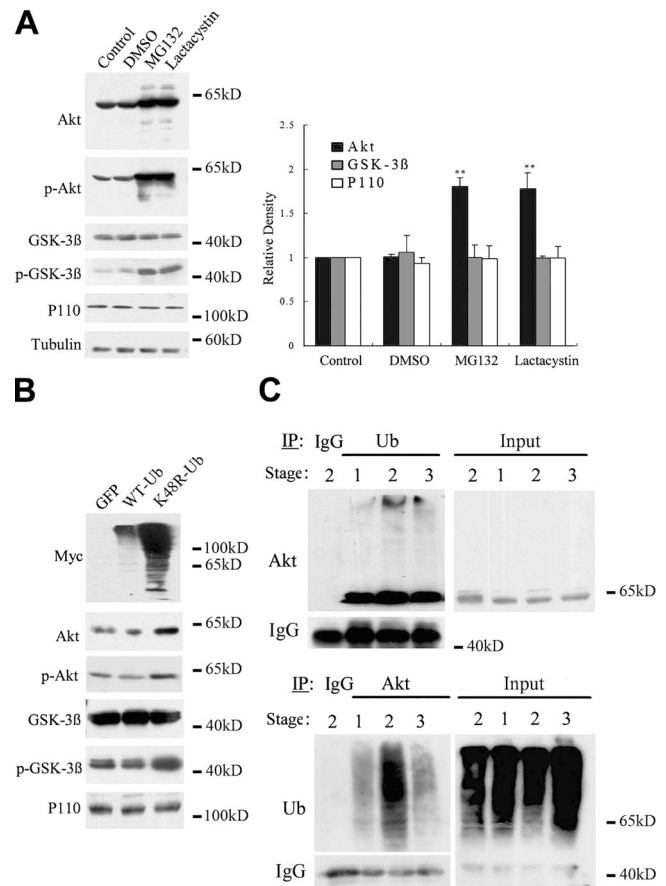 A
Control
DMSO
MG132
Lactacystin
Akt
65kD
p-Akt
65kD
GSK-3ß
40kD
p-GSK-3ß
40kD
P110
100kD
Tubulin
60kD
Relative Density
2.5
2
1.5
1
0.5
0
Akt
GSK-3ß
P110
**
**
Control DMSO MG132 Lactacystin
B
GFP
WT-Ub
K48R-Ub
Myc
100kD
65kD
Akt
65kD
p-Akt
65kD
GSK-3ß
40kD
p-GSK-3ß
40kD
P110
100kD
C
IP: IgG Ub Input
Stage: 2 1 2 3 2 1 2 3
Akt
65kD
IgG
40kD
IP: IgG Akt Input
Stage: 2 1 2 3 2 1 2 3
Ub
65kD
IgG
40kD